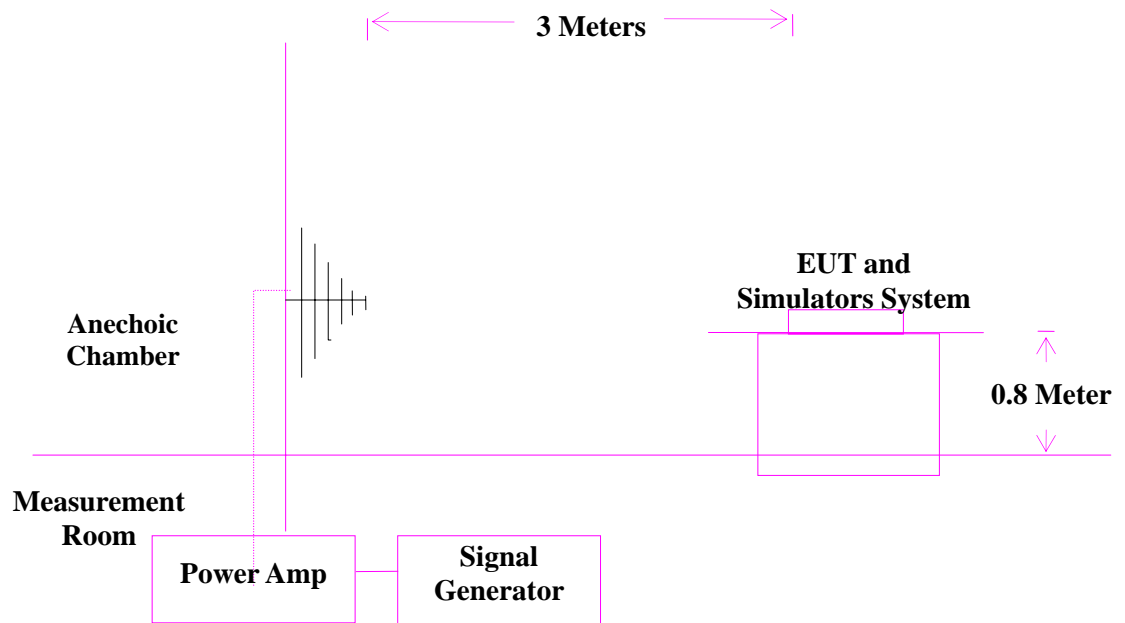 3 Meters
EUT and
Simulators System
Anechoic
Chamber
0.8 Meter
Measurement
Room
Power Amp
Signal
Generator